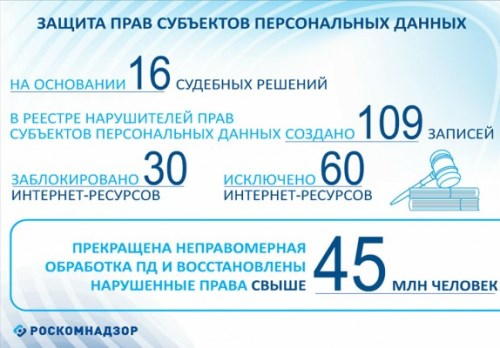 ЗАЩИТА ПРАВ СУБЪЕКТОВ ПЕРСОНАЛЬНЫХ ДАННЫХ
НА ОСНОВАНИИ 16 СУДЕБНЫХ РЕШЕНИЙ
В РЕЕСТРЕ НАРУШИТЕЛЕЙ ПРАВ
СУБЪЕКТОВ ПЕРСОНАЛЬНЫХ ДАННЫХ СОЗДАНО 109 ЗАПИСЕЙ
ЗАБЛОКИРОВАНО 30
ИНТЕРНЕТ-РЕСУРСОВ
ИСКЛЮЧЕНО 60
ИНТЕРНЕТ-РЕСУРСОВ
ПРЕКРАЩЕНА НЕПРАВОМЕРНАЯ
ОБРАБОТКА ПД И ВОССТАНОВЛЕНЫ
НАРУШЕННЫЕ ПРАВА СВЫШЕ 45 МЛН ЧЕЛОВЕК
РОСКОМНАДЗОР